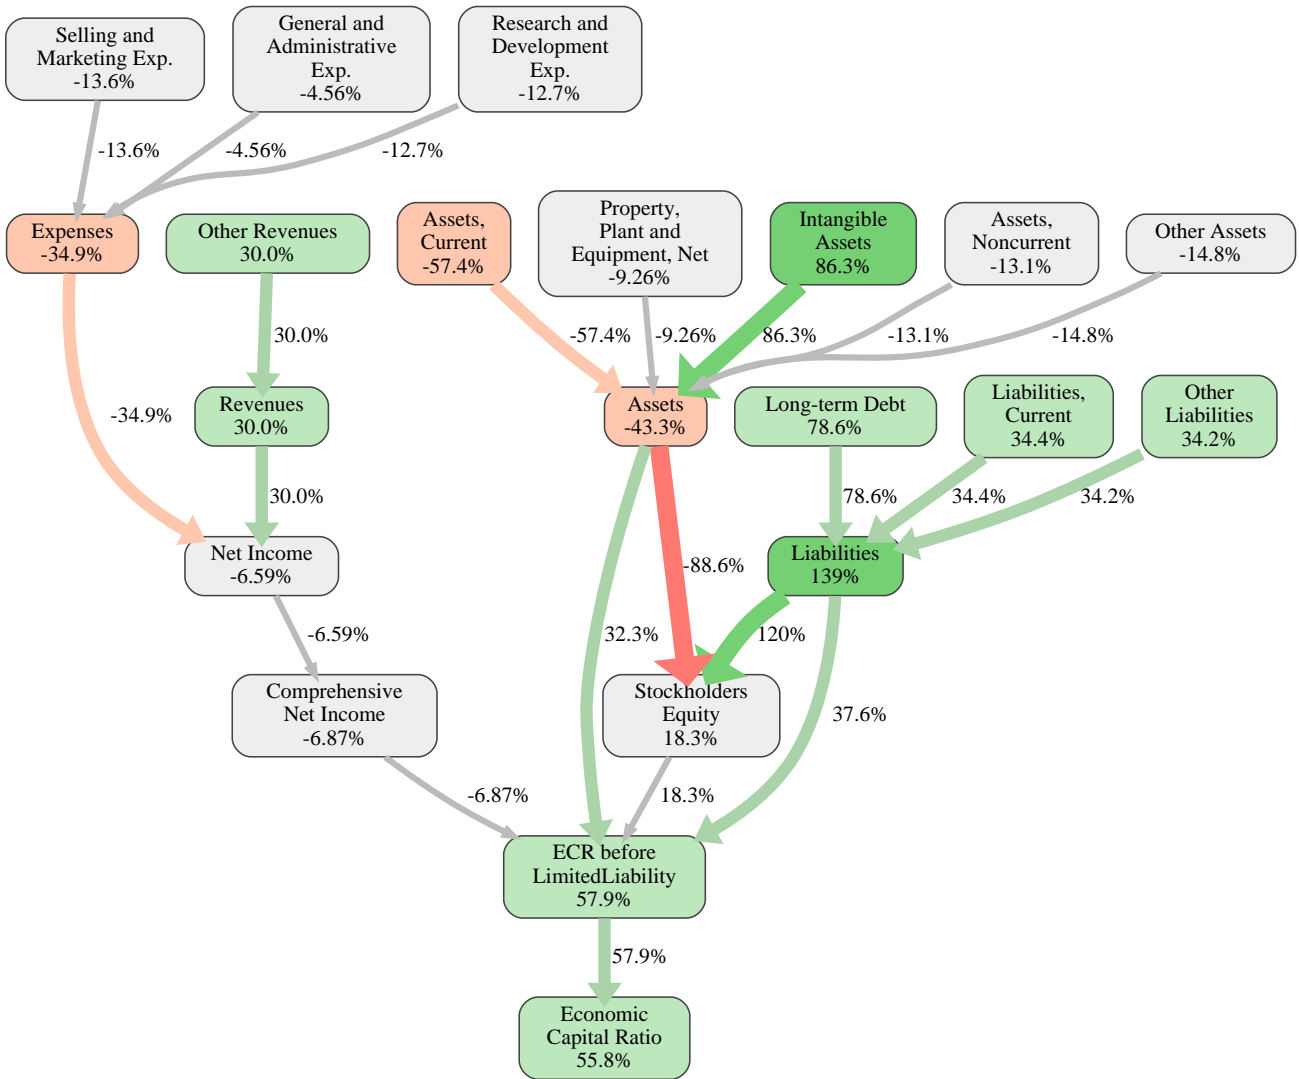 Selling and
Marketing Exp.
-13.6%
General and
Administrative
Exp.
-4.56%
Research and
Development
Exp.
-12.7%
-13.6%
-4.56%
-12.7%
Expenses
-34.9%
Other Revenues
30.0%
Assets,
Current
-57.4%
Property,
Plant and
Equipment, Net
-9.26%
Intangible
Assets
86.3%
Assets,
Noncurrent
-13.1%
Other Assets
-14.8%
30.0%
-57.4%
-9.26%
86.3%
-13.1%
-14.8%
-34.9%
Revenues
30.0%
Assets
-43.3%
Long-term Debt
78.6%
Liabilities,
Current
34.4%
Other
Liabilities
34.2%
30.0%
78.6%
34.4%
34.2%
Net Income
-6.59%
-88.6%
Liabilities
139%
-6.59%
32.3%
120%
Comprehensive
Net Income
-6.87%
Stockholders
Equity
18.3%
37.6%
-6.87%
18.3%
ECR before
LimitedLiability
57.9%
57.9%
Economic
Capital Ratio
55.8%